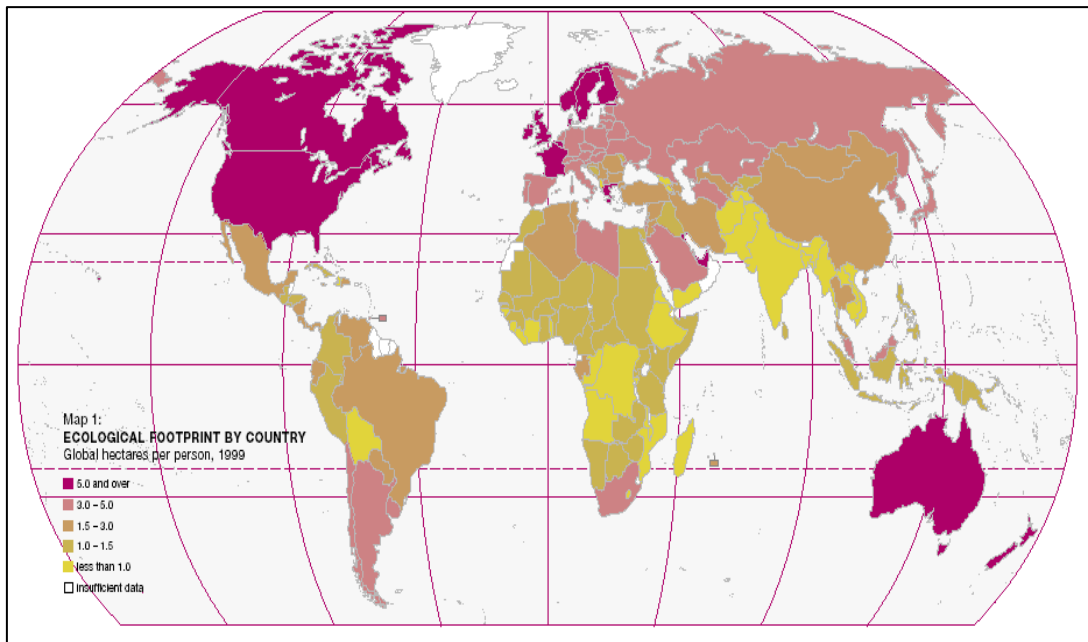 Map 1:
ECOLOGICAL FOOTPRINT BY COUNTRY
Global hectares per person, 1999
5.0 and over
3.0 – 5.0
1.5 – 3.0
1.0 – 1.5
less than 1.0
insufficient data